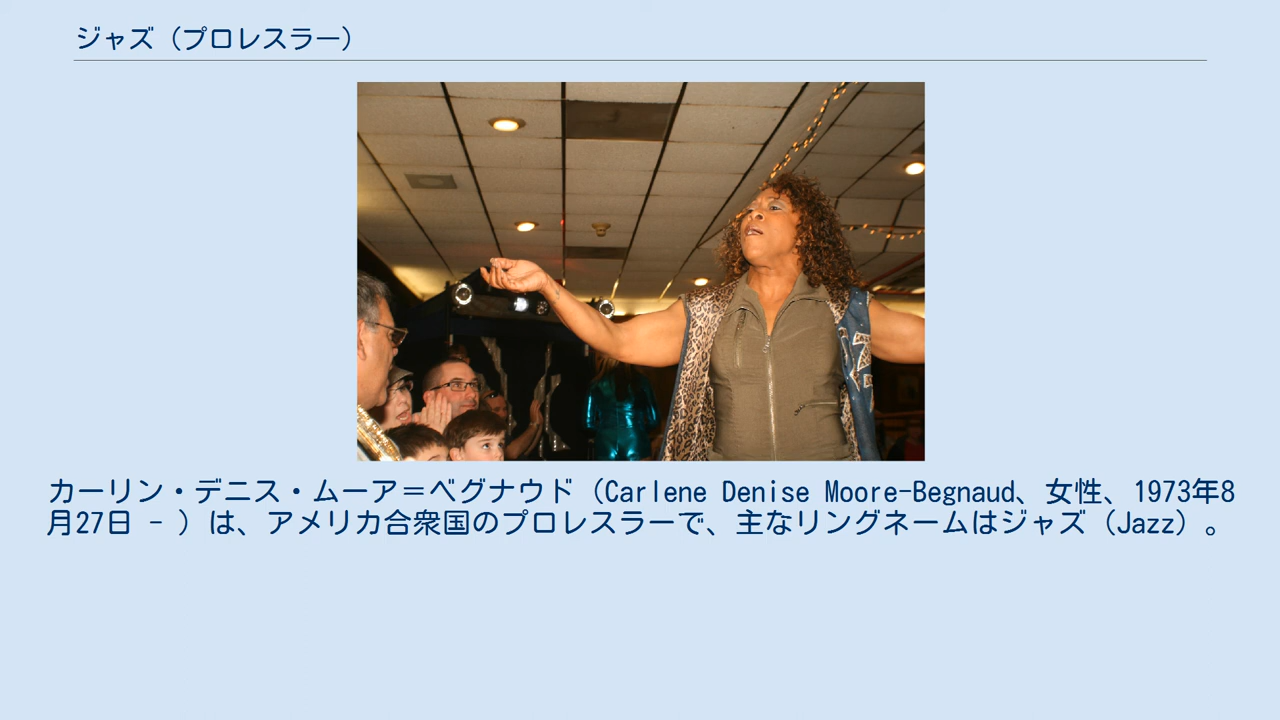 ジャズ（プロレスラー）
カーリン・デニス・ムーア＝ベグナウド（Carlene Denise Moore-Begnaud、女性、1973年8
月27日 - ）は、アメリカ合衆国のプロレスラーで、主なリングネームはジャズ（Jazz）。